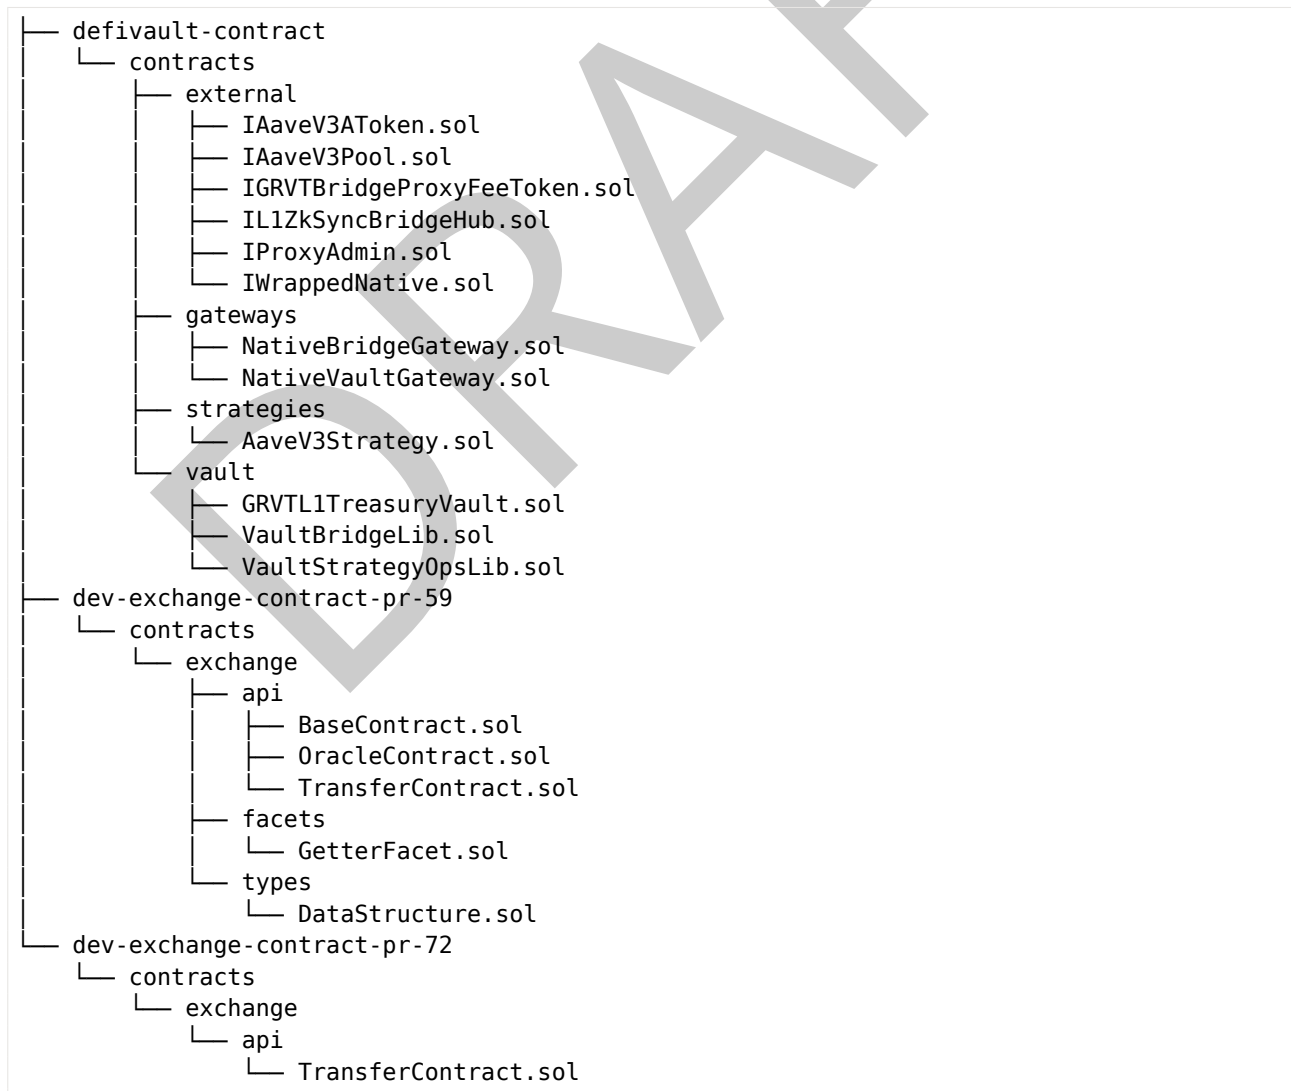 ├── defivault-contract
│   └── contracts
│       ├── external
│       │   ├── IAaveV3AToken.sol
│       │   ├── IAaveV3Pool.sol
│       │   ├── IGRVTBridgeProxyFeeToken.sol
│       │   ├── IL1ZkSyncBridgeHub.sol
│       │   ├── IProxyAdmin.sol
│       │   └── IWrappedNative.sol
│       ├── gateways
│       │   ├── NativeBridgeGateway.sol
│       │   └── NativeVaultGateway.sol
│       ├── strategies
│       │   └── AaveV3Strategy.sol
│       └── vault
│           ├── GRVTL1TreasuryVault.sol
│           ├── VaultBridgeLib.sol
│           └── VaultStrategyOpsLib.sol
├── dev-exchange-contract-pr-59
│   └── contracts
│       └── exchange
│           ├── api
│           │   ├── BaseContract.sol
│           │   ├── OracleContract.sol
│           │   └── TransferContract.sol
│           ├── facets
│           │   └── GetterFacet.sol
│           └── types
│               └── DataStructure.sol
└── dev-exchange-contract-pr-72
    └── contracts
        └── exchange
            └── api
                └── TransferContract.sol